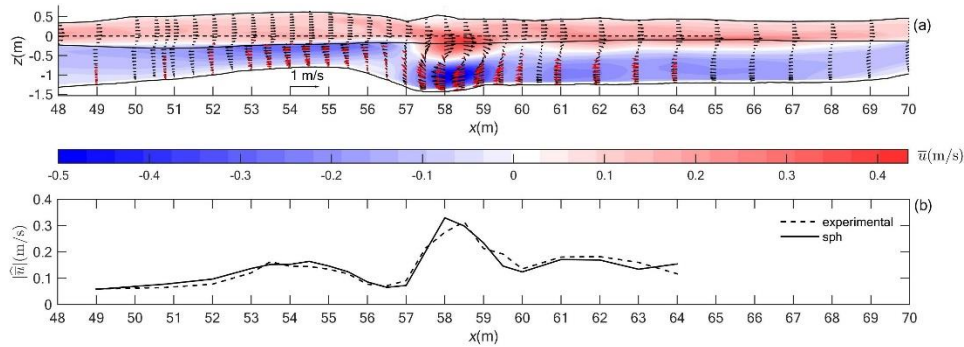 0.5
0
-0.5
-1
-1.5
z(m)
(a)
1 m/s
48 49 50 51 52 53 54 55 56 57 58 59 60 61 62 63 64 65 66 67 68 69 70
x(m)
-0.5 -0.4 -0.3 -0.2 -0.1 0 0.1 0.2 0.3 0.4
u̅(m/s)
(b)
0.4
0.3
0.2
0.1
0
|û̅|(m/s)
experimental
sph
48 49 50 51 52 53 54 55 56 57 58 59 60 61 62 63 64 65 66 67 68 69 70
x(m)